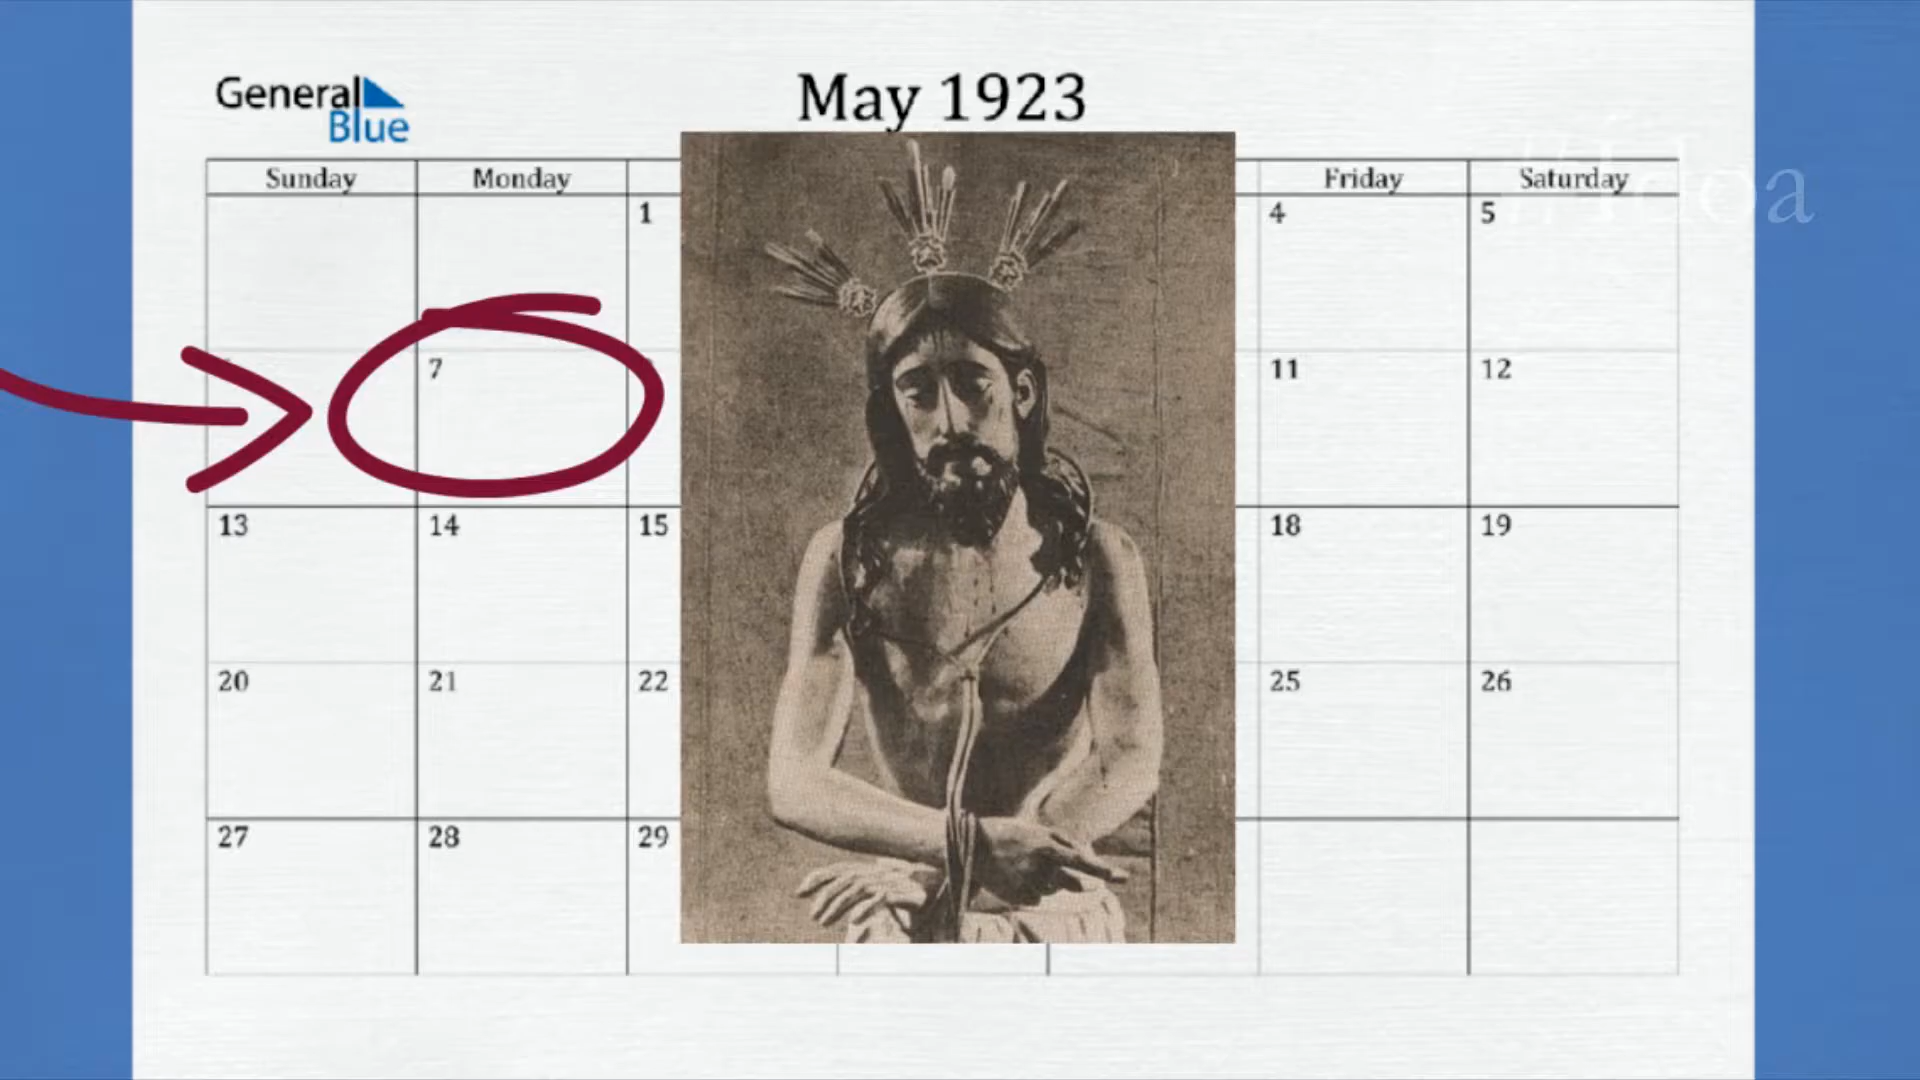 General
Blue
May 1923
Sunday Monday Friday Saturday
1 4 5
7 11 12
13 14 15 18 19
20 21 22 25 26
27 28 29